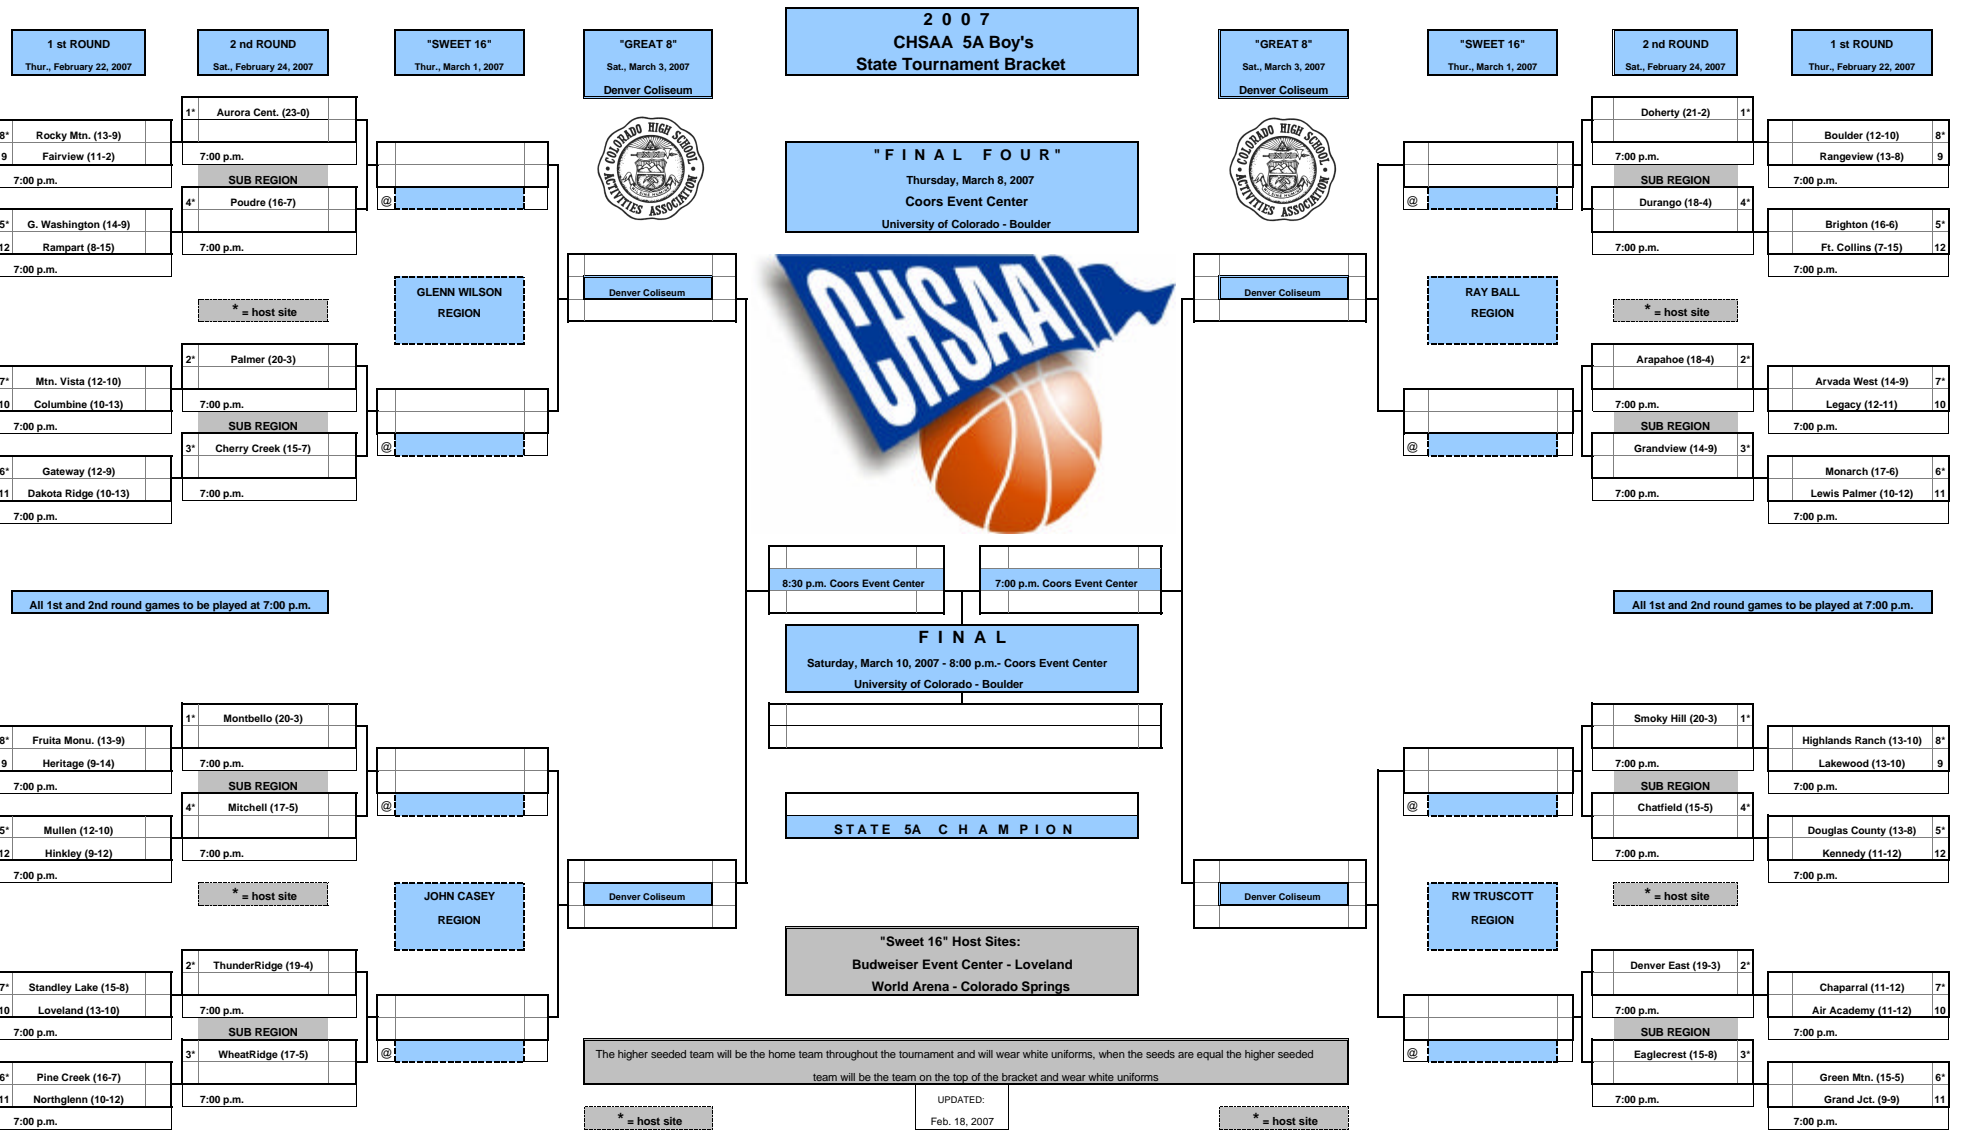 2 0 0 7
CHSAA 5A Boy's
State Tournament Bracket
1 st ROUND
Thur., February 22, 2007
2 nd ROUND
Sat., February 24, 2007
"SWEET 16"
Thur., March 1, 2007
"GREAT 8"
Sat., March 3, 2007
Denver Coliseum
"GREAT 8"
Sat., March 3, 2007
Denver Coliseum
"SWEET 16"
Thur., March 1, 2007
2 nd ROUND
Sat., February 24, 2007
1 st ROUND
Thur., February 22, 2007
8* Rocky Mtn. (13-9)
9 Fairview (11-2)
7:00 p.m.
5* G. Washington (14-9)
12 Rampart (8-15)
7:00 p.m.
7* Mtn. Vista (12-10)
10 Columbine (10-13)
7:00 p.m.
6* Gateway (12-9)
11 Dakota Ridge (10-13)
7:00 p.m.
1* Aurora Cent. (23-0)
7:00 p.m.
SUB REGION
4* Poudre (16-7)
7:00 p.m.
* = host site
2* Palmer (20-3)
7:00 p.m.
SUB REGION
3* Cherry Creek (15-7)
7:00 p.m.
@
GLENN WILSON
REGION
@
Denver Coliseum
COLORADO HIGH SCHOOL
ACTIVITIES ASSOCIATION
"F I N A L F O U R"
Thursday, March 8, 2007
Coors Event Center
University of Colorado - Boulder
CHSAA
COLORADO HIGH SCHOOL
ACTIVITIES ASSOCIATION
Denver Coliseum
@
RAY BALL
REGION
@
Doherty (21-2) 1*
7:00 p.m.
SUB REGION
Durango (18-4) 4*
7:00 p.m.
* = host site
Arapahoe (18-4) 2*
7:00 p.m.
SUB REGION
Grandview (14-9) 3*
7:00 p.m.
Boulder (12-10) 8*
Rangeview (13-8) 9
7:00 p.m.
Brighton (16-6) 5*
Ft. Collins (7-15) 12
7:00 p.m.
Arvada West (14-9) 7*
Legacy (12-11) 10
7:00 p.m.
Monarch (17-6) 6*
Lewis Palmer (10-12) 11
7:00 p.m.
All 1st and 2nd round games to be played at 7:00 p.m.
8:30 p.m. Coors Event Center
7:00 p.m. Coors Event Center
All 1st and 2nd round games to be played at 7:00 p.m.
F I N A L
Saturday, March 10, 2007 - 8:00 p.m.- Coors Event Center
University of Colorado - Boulder
STATE 5A C H A M P I O N
8* Fruita Monu. (13-9)
9 Heritage (9-14)
7:00 p.m.
5* Mullen (12-10)
12 Hinkley (9-12)
7:00 p.m.
7* Standley Lake (15-8)
10 Loveland (13-10)
7:00 p.m.
6* Pine Creek (16-7)
11 Northglenn (10-12)
7:00 p.m.
1* Montbello (20-3)
7:00 p.m.
SUB REGION
4* Mitchell (17-5)
7:00 p.m.
* = host site
2* ThunderRidge (19-4)
7:00 p.m.
SUB REGION
3* WheatRidge (17-5)
7:00 p.m.
@
JOHN CASEY
REGION
@
Denver Coliseum
"Sweet 16" Host Sites:
Budweiser Event Center - Loveland
World Arena - Colorado Springs
Denver Coliseum
@
RW TRUSCOTT
REGION
@
Smoky Hill (20-3) 1*
7:00 p.m.
SUB REGION
Chatfield (15-5) 4*
7:00 p.m.
* = host site
Denver East (19-3) 2*
7:00 p.m.
SUB REGION
Eaglecrest (15-8) 3*
7:00 p.m.
Highlands Ranch (13-10) 8*
Lakewood (13-10) 9
7:00 p.m.
Douglas County (13-8) 5*
Kennedy (11-12) 12
7:00 p.m.
Chaparral (11-12) 7*
Air Academy (11-12) 10
7:00 p.m.
Green Mtn. (15-5) 6*
Grand Jct. (9-9) 11
7:00 p.m.
The higher seeded team will be the home team throughout the tournament and will wear white uniforms, when the seeds are equal the higher seeded
team will be the team on the top of the bracket and wear white uniforms
* = host site
UPDATED:
Feb. 18, 2007
* = host site